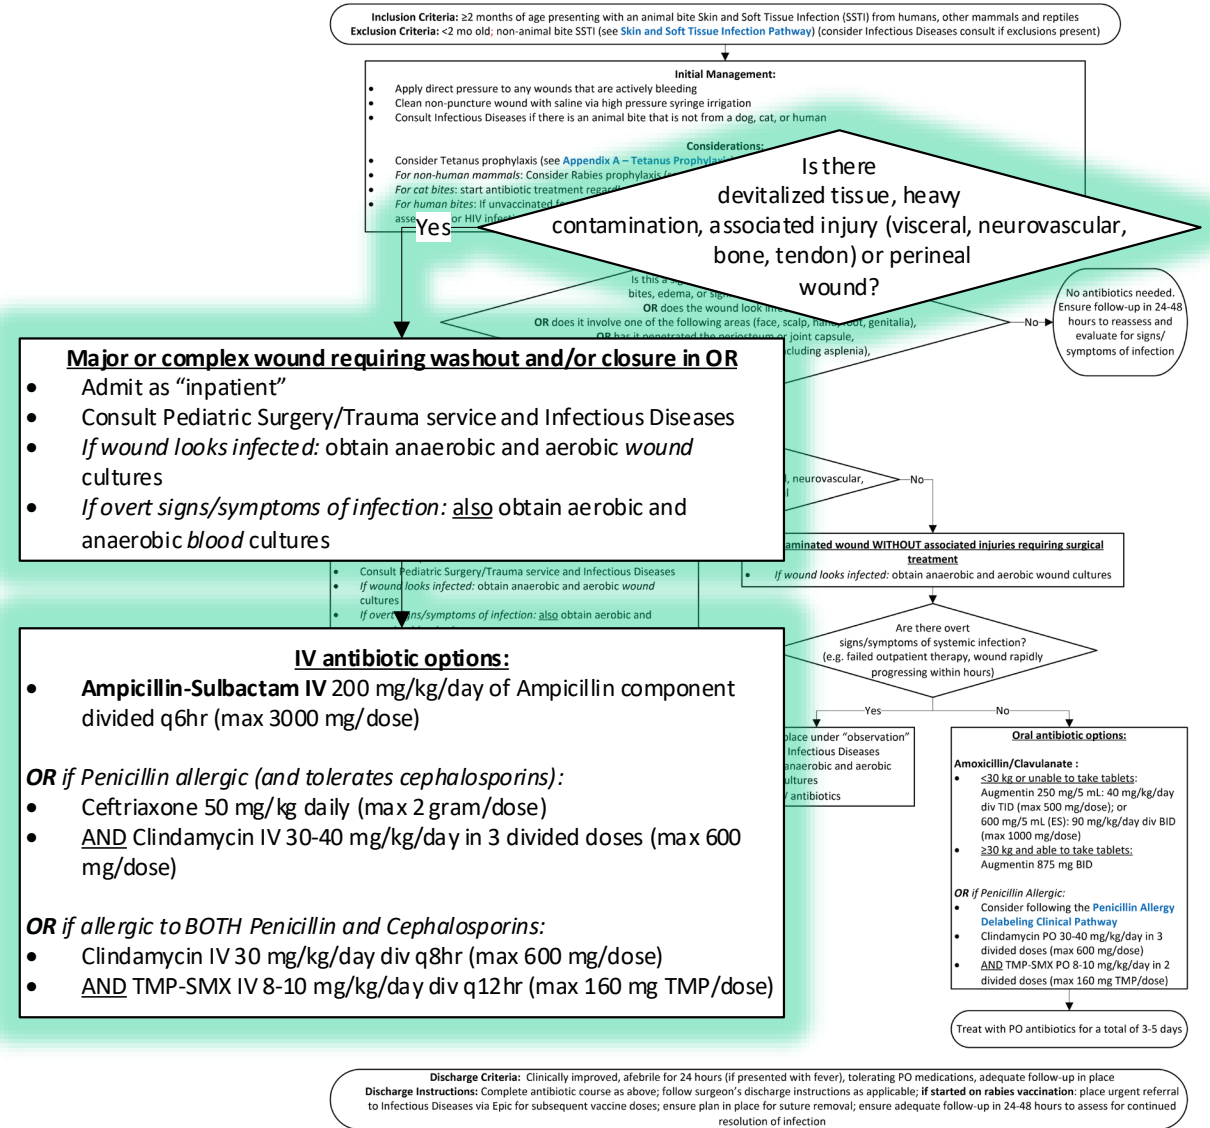 Inclusion Criteria: ≥2 months of age presenting with an animal bite Skin and Soft Tissue Infection (SSTI) from humans, other mammals and reptiles
Exclusion Criteria: <2 mo old; non-animal bite SSTI (see Skin and Soft Tissue Infection Pathway) (consider Infectious Diseases consult if exclusions present)
Initial Management:
• Apply direct pressure to any wounds that are actively bleeding
• Clean non-puncture wound with saline via high pressure syringe irrigation
• Consult Infectious Diseases if there is an animal bite that is not from a dog, cat, or human
Considerations:
• Consider Tetanus prophylaxis (see Appendix A – Tetanus Prophylaxis
• For non-human mammals: Consider Rabies prophylaxis
• For cat bites: start antibiotic treatment
• For human bites: If unvaccinated
or HIV
Is there
devitalized tissue, heavy
contamination, associated injury (visceral, neurovascular,
bone, tendon) or perineal
wound?
Yes
Is this a
bites, edema, or
OR does the wound look
OR does it involve one of the following areas (face, scalp, hand, foot, genitalia),
OR has it penetrated the periosteum or joint capsule,
including asplenia),
No
No antibiotics needed.
Ensure follow-up in 24-48
hours to reassess and
evaluate for signs/
symptoms of infection
Major or complex wound requiring washout and/or closure in OR
• Admit as “inpatient”
• Consult Pediatric Surgery/Trauma service and Infectious Diseases
• If wound looks infected: obtain anaerobic and aerobic wound
cultures
• If overt signs/symptoms of infection: also obtain aerobic and
anaerobic blood cultures
neurovascular,
No
• Consult Pediatric Surgery/Trauma service and Infectious Diseases
• If wound looks infected: obtain anaerobic and aerobic wound
cultures
• If overt signs/symptoms of infection: also obtain aerobic and
wound WITHOUT associated injuries requiring surgical
treatment
• If wound looks infected: obtain anaerobic and aerobic wound cultures
Are there overt
signs/symptoms of systemic infection?
(e.g. failed outpatient therapy, wound rapidly
progressing within hours)
Yes
No
IV antibiotic options:
• Ampicillin-Sulbactam IV 200 mg/kg/day of Ampicillin component
divided q6hr (max 3000 mg/dose)
OR if Penicillin allergic (and tolerates cephalosporins):
• Ceftriaxone 50 mg/kg daily (max 2 gram/dose)
• AND Clindamycin IV 30-40 mg/kg/day in 3 divided doses (max 600
mg/dose)
OR if allergic to BOTH Penicillin and Cephalosporins:
• Clindamycin IV 30 mg/kg/day div q8hr (max 600 mg/dose)
• AND TMP-SMX IV 8-10 mg/kg/day div q12hr (max 160 mg TMP/dose)
place under “observation”
Infectious Diseases
anaerobic and aerobic
antibiotics
Oral antibiotic options:
Amoxicillin/Clavulanate :
• <30 kg or unable to take tablets:
Augmentin 250 mg/5 mL: 40 mg/kg/day
div TID (max 500 mg/dose); or
600 mg/5 mL (ES): 90 mg/kg/day div BID
(max 1000 mg/dose)
• ≥30 kg and able to take tablets:
Augmentin 875 mg BID
OR if Penicillin Allergic:
• Consider following the Penicillin Allergy
Delabeling Clinical Pathway
• Clindamycin PO 30-40 mg/kg/day in 3
divided doses (max 600 mg/dose)
• AND TMP-SMX PO 8-10 mg/kg/day in 2
divided doses (max 160 mg TMP/dose)
Treat with PO antibiotics for a total of 3-5 days
Discharge Criteria: Clinically improved, afebrile for 24 hours (if presented with fever), tolerating PO medications, adequate follow-up in place
Discharge Instructions: Complete antibiotic course as above; follow surgeon’s discharge instructions as applicable; if started on rabies vaccination: place urgent referral
to Infectious Diseases via Epic for subsequent vaccine doses; ensure plan in place for suture removal; ensure adequate follow-up in 24-48 hours to assess for continued
resolution of infection